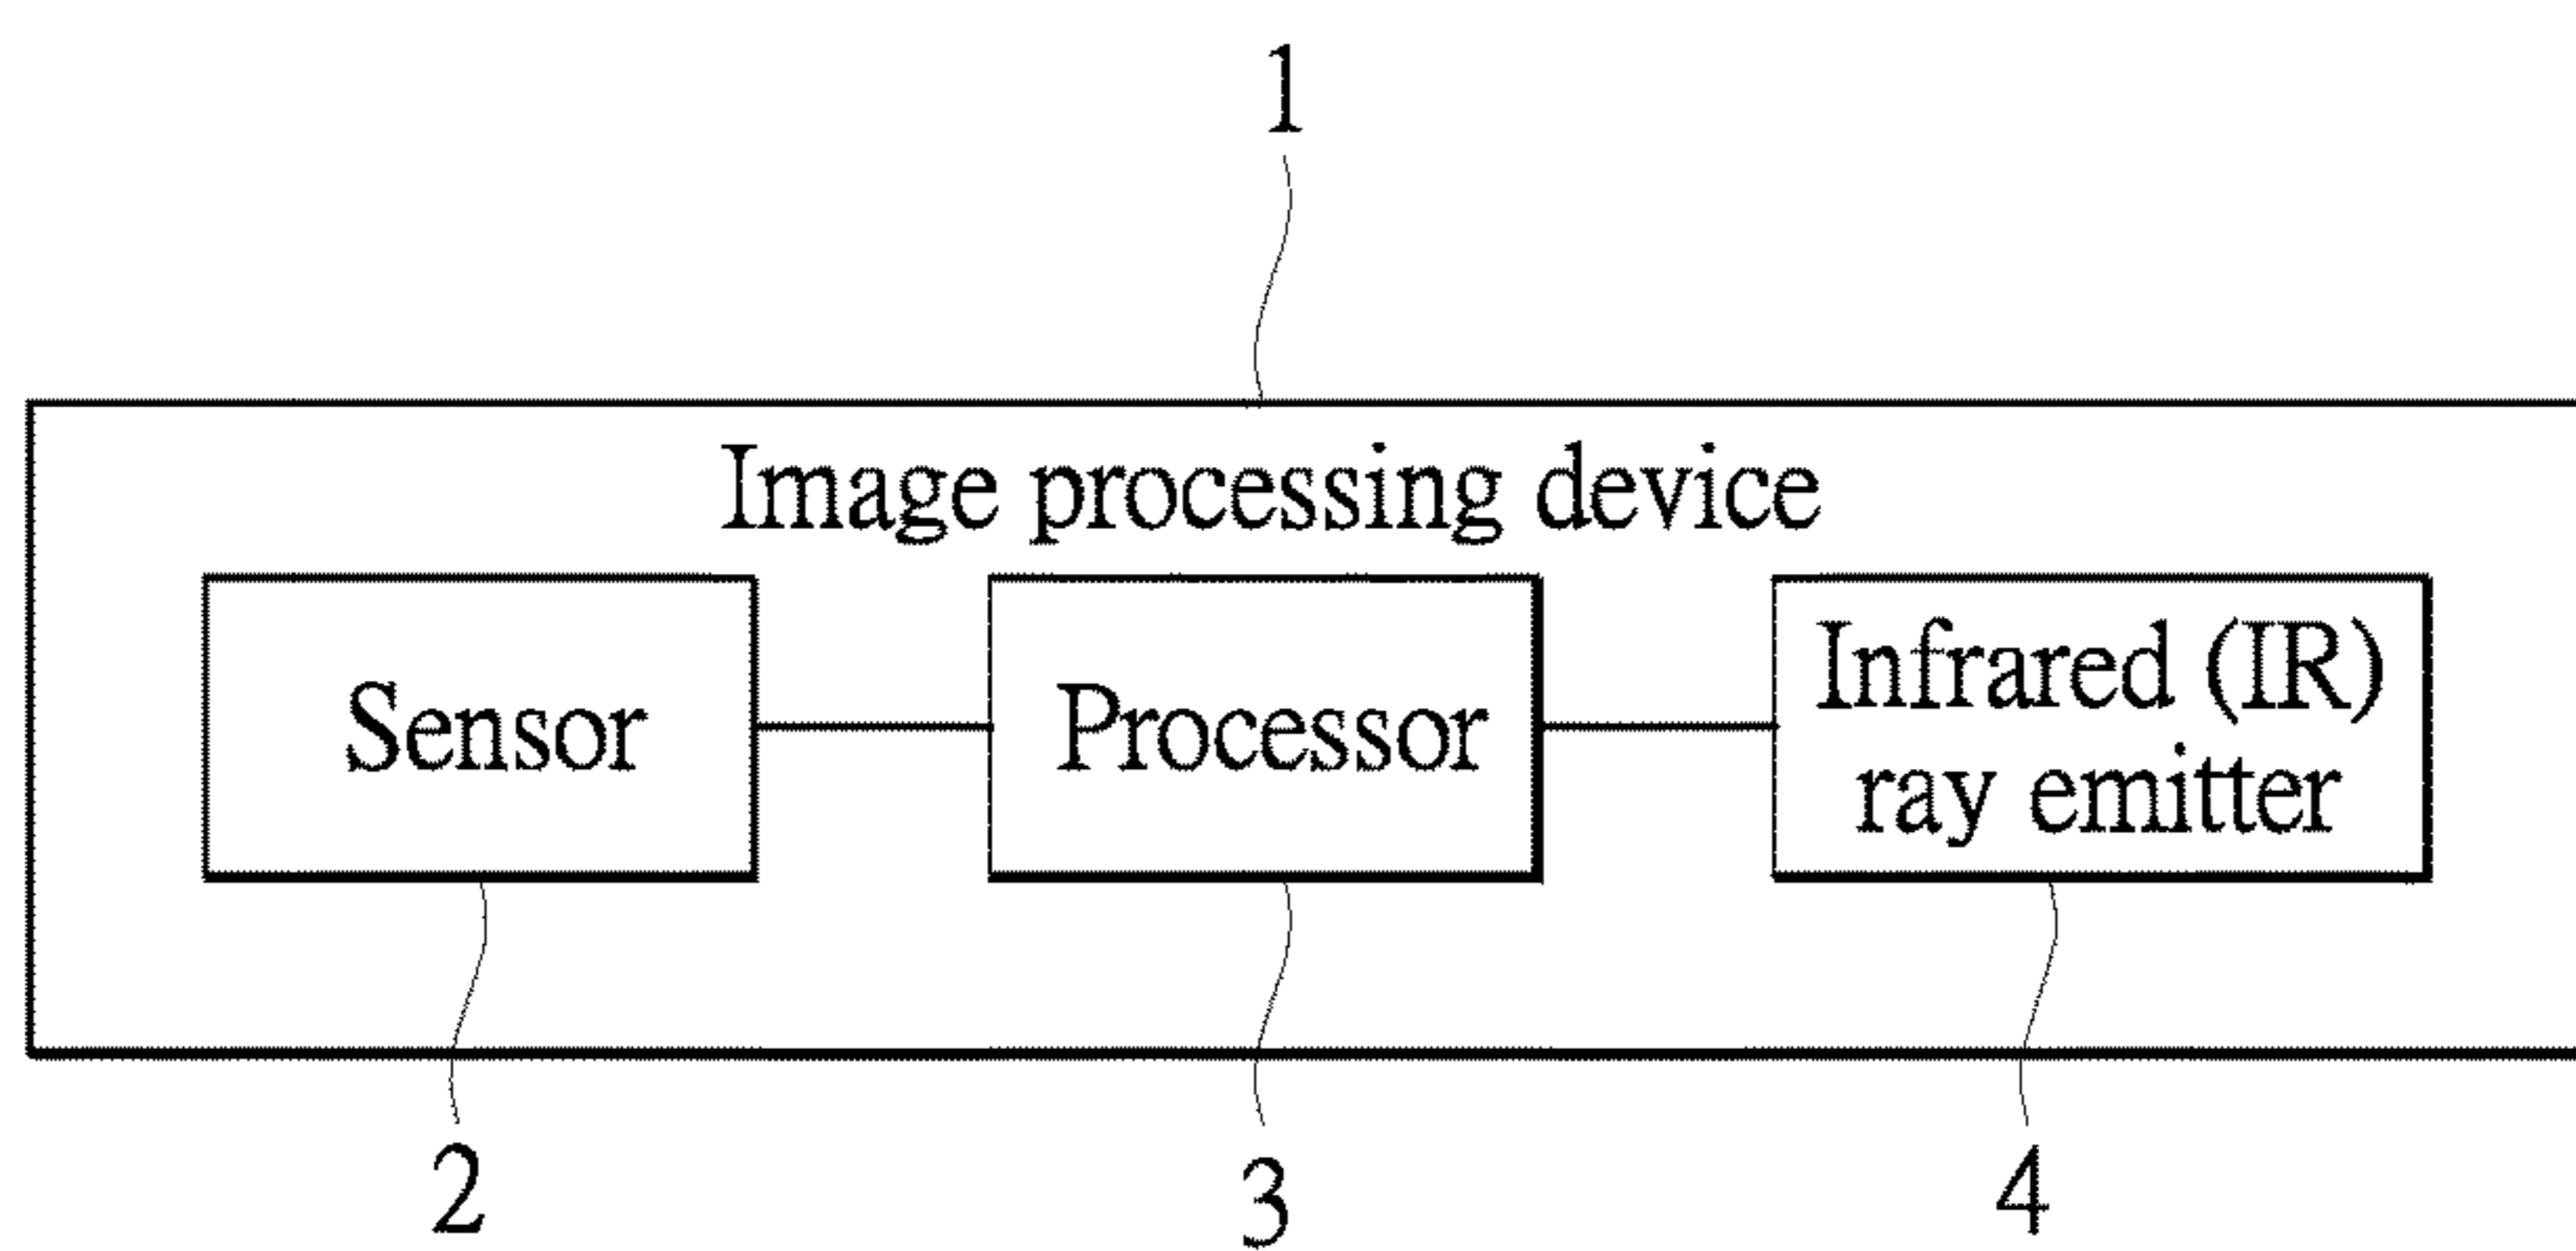 1
Image processing device
Sensor
Processor
Infrared (IR)
ray emitter
2
3
4